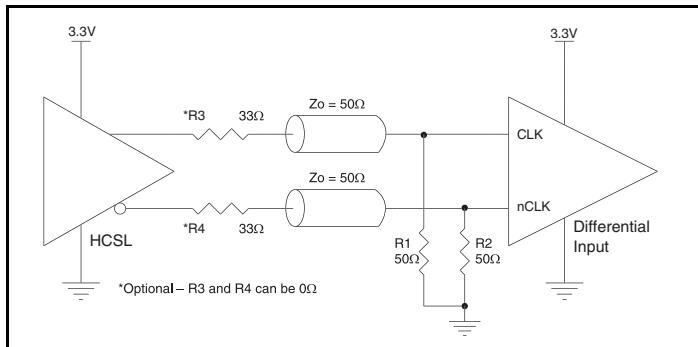 3.3V
3.3V
*R3 33Ω
Zo = 50Ω
CLK
Zo = 50Ω
nCLK
*R4 33Ω
HCSL
R1
50Ω
R2
50Ω
Differential
Input
*Optional – R3 and R4 can be 0Ω